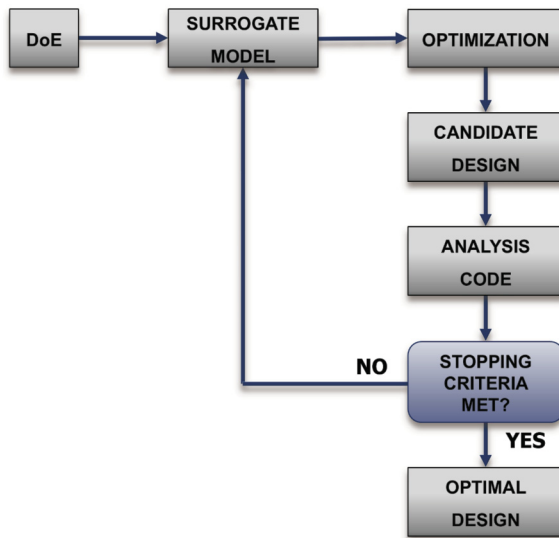 DoE
SURROGATE
MODEL
OPTIMIZATION
CANDIDATE
DESIGN
ANALYSIS
CODE
STOPPING
CRITERIA
MET?
NO
YES
OPTIMAL
DESIGN